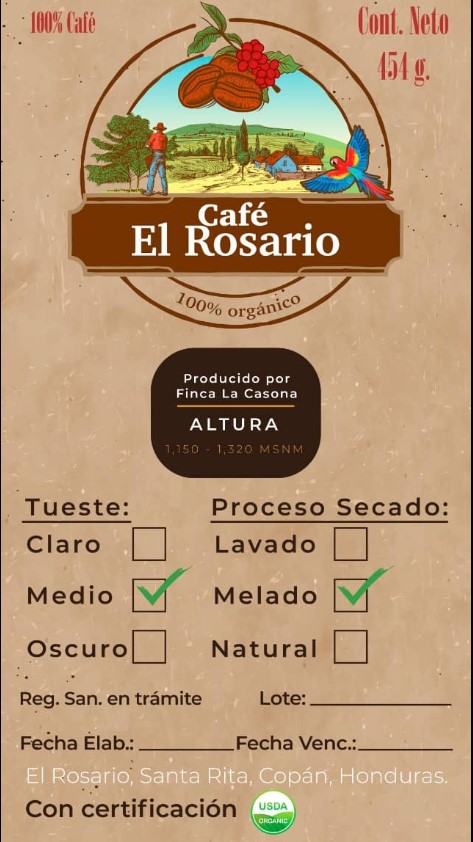 100% Café
Cont. Neto
454 g.
Café
El Rosario
100% orgánico
Producido por
Finca La Casona
ALTURA
1,150 - 1,320 MSNM
Tueste: Proceso Secado:
Claro Lavado
Medio Melado
Oscuro Natural
Reg. San. en trámite Lote:
Fecha Elab.: Fecha Venc.:
El Rosario, Santa Rita, Copán, Honduras.
Con certificación USDA
ORGANIC